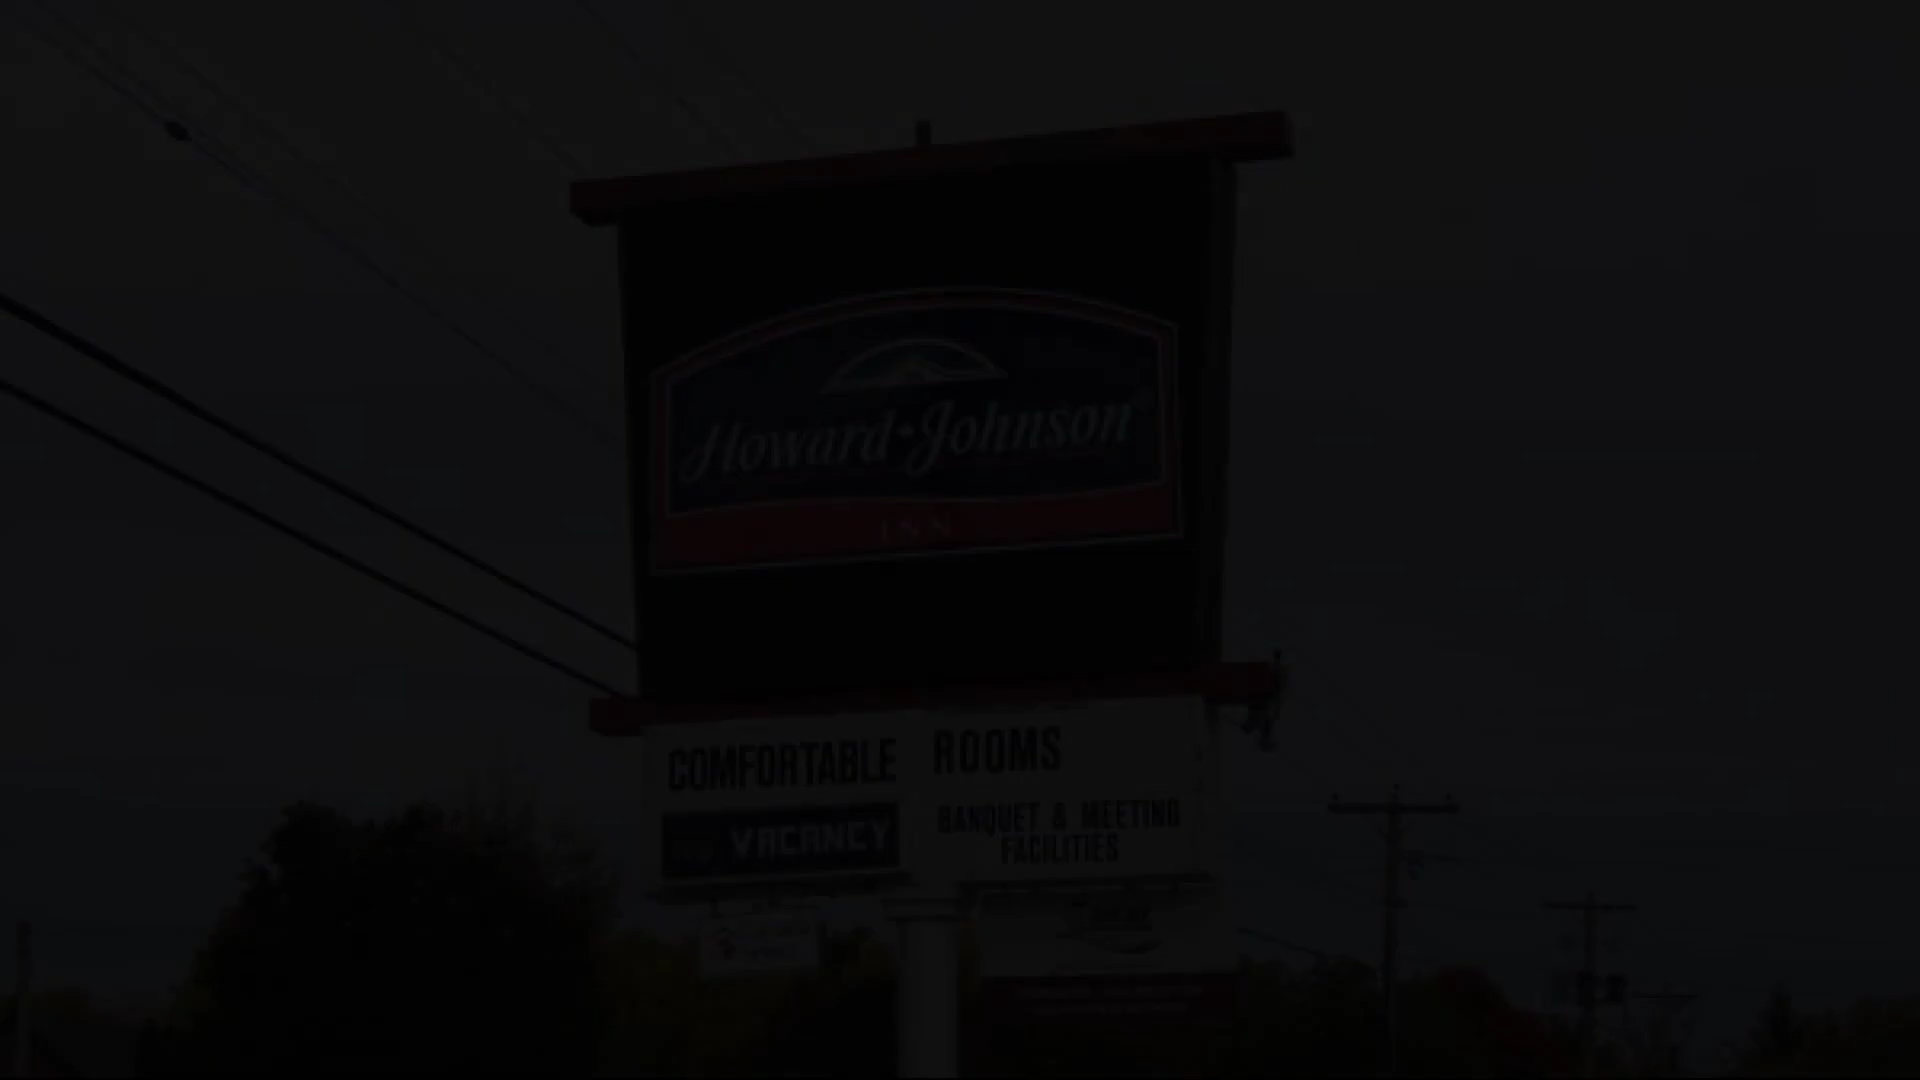 Howard • Johnson
INN
COMFORTABLE ROOMS
VACANCY
BANQUET & MEETING
FACILITIES